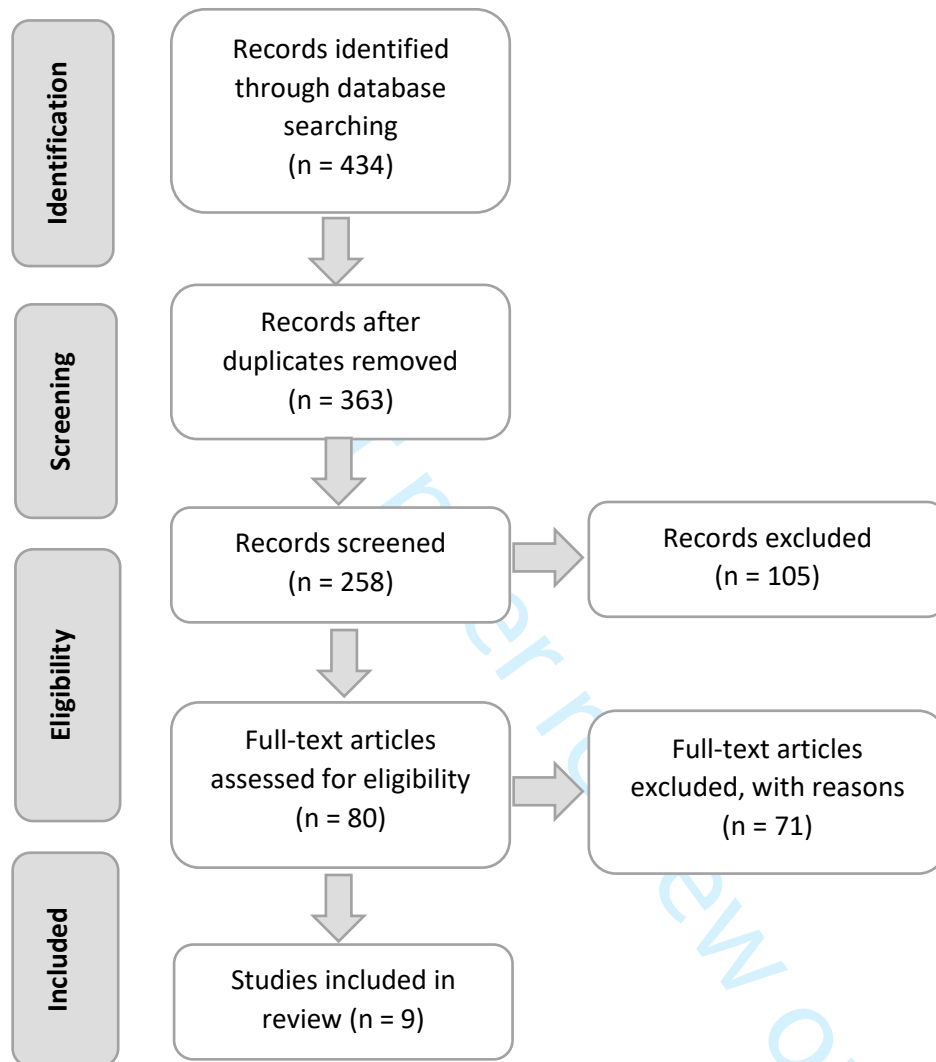 Identification
Records identified
through database
searching
(n = 434)
Screening
Records after
duplicates removed
(n = 363)
Records screened
(n = 258)
Records excluded
(n = 105)
Eligibility
Full-text articles
assessed for eligibility
(n = 80)
Full-text articles
excluded, with reasons
(n = 71)
Included
Studies included in
review (n = 9)